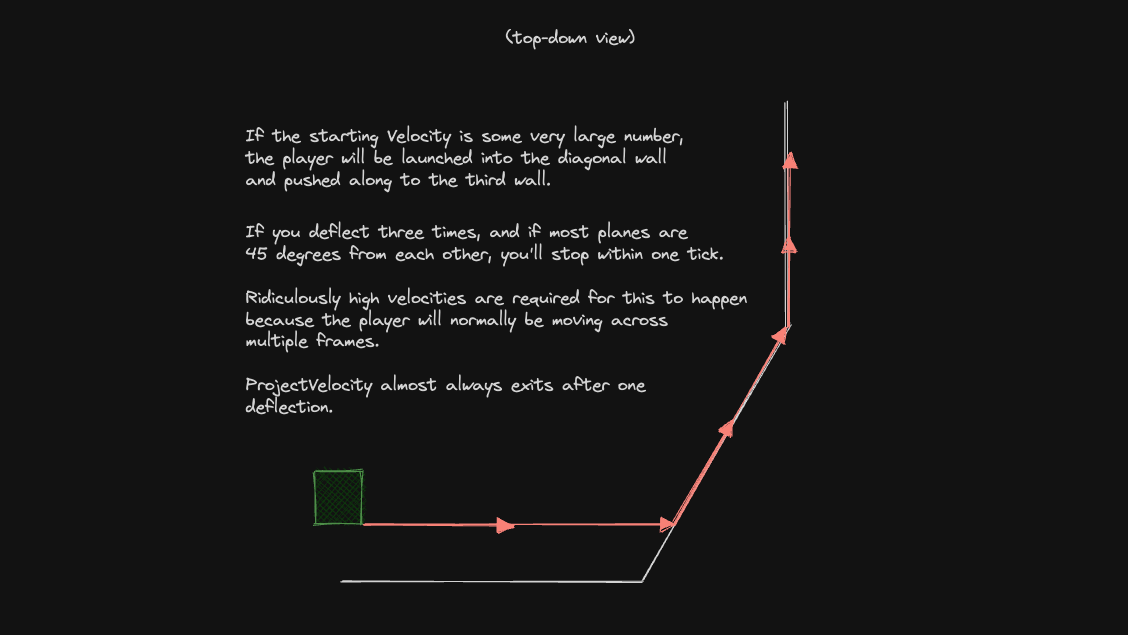 (top-down view)
If the starting Velocity is some very large number,
the player will be launched into the diagonal wall
and pushed along to the third wall.
If you deflect three times, and if most planes are
45 degrees from each other, you'll stop within one tick.
Ridiculously high velocities are required for this to happen
because the player will normally be moving across
multiple frames.
ProjectVelocity almost always exits after one
deflection.